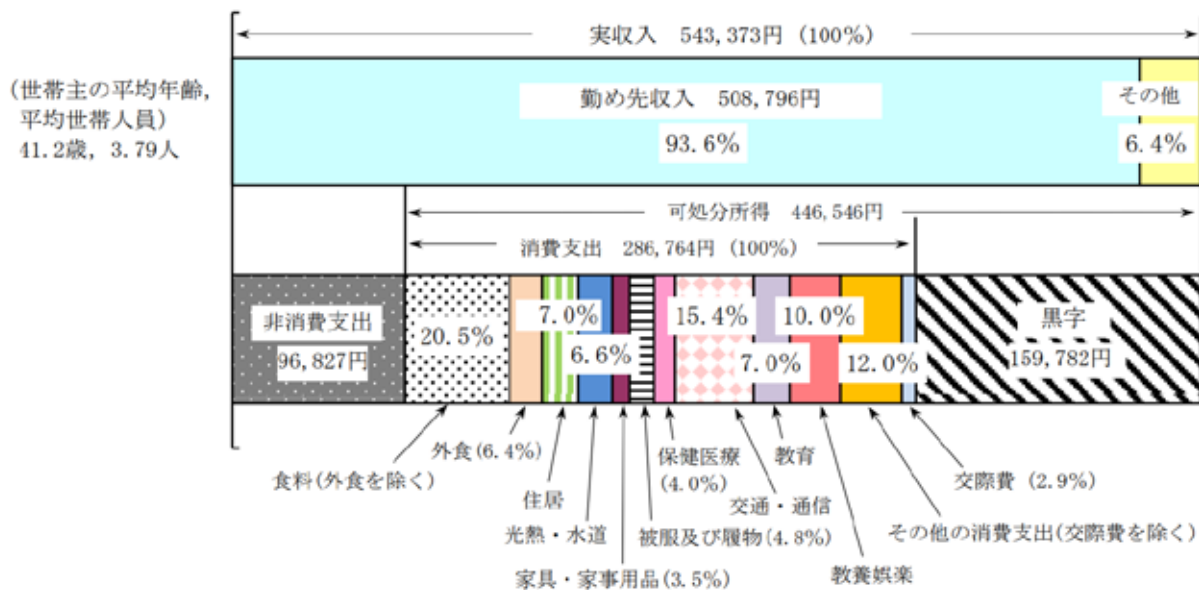 実収入 543,373円 (100%)
(世帯主の平均年齢,
平均世帯人員)
41.2歳, 3.79人
勤め先収入 508,796円
93.6%
その他
6.4%
可処分所得 446,546円
消費支出 286,764円 (100%)
非消費支出
96,827円
20.5%
7.0%
6.6%
15.4%
7.0%
10.0%
12.0%
黒字
159,782円
食料(外食を除く)
外食(6.4%)
住居
光熱・水道
家具・家事用品(3.5%)
被服及び履物(4.8%)
保健医療
(4.0%)
交通・通信
教育
教養娯楽
その他の消費支出(交際費を除く)
交際費 (2.9%)